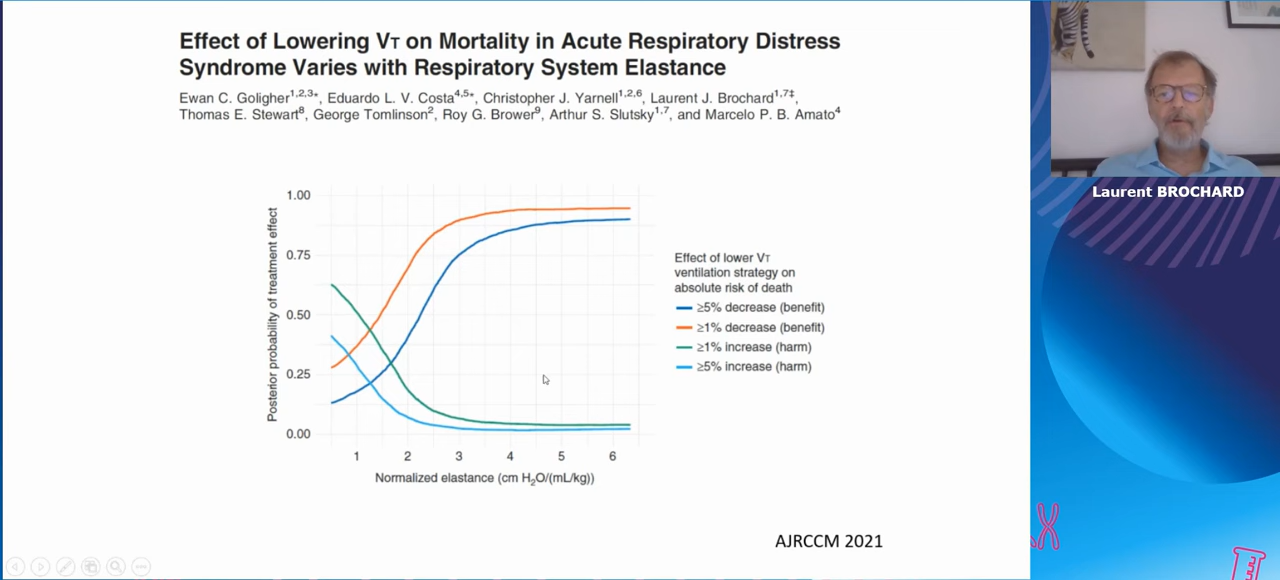 Effect of Lowering VT on Mortality in Acute Respiratory Distress
Syndrome Varies with Respiratory System Elastance
Ewan C. Goligher1,2,3*, Eduardo L. V. Costa4,5*, Christopher J. Yarnell1,2,6, Laurent J. Brochard1,7‡,
Thomas E. Stewart8, George Tomlinson2, Roy G. Brower9, Arthur S. Slutsky1,7, and Marcelo P. B. Amato4
Laurent BROCHARD
Posterior probability of treatment effect
1.00
0.75
0.50
0.25
0.00
1 2 3 4 5 6
Normalized elastance (cm H2O/(mL/kg))
Effect of lower VT
ventilation strategy on
absolute risk of death
≥5% decrease (benefit)
≥1% decrease (benefit)
≥1% increase (harm)
≥5% increase (harm)
AJRCCM 2021